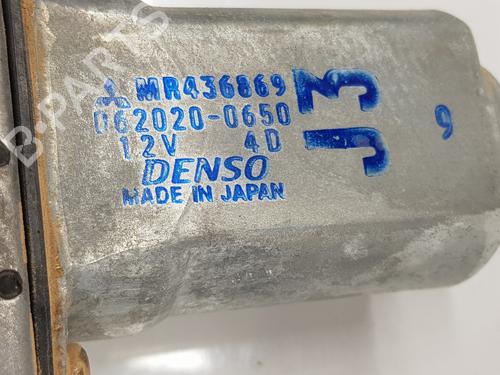 MR436869
062020-0650
12V 4D
DENSO
MADE IN JAPAN
J3
9
B-PARTS